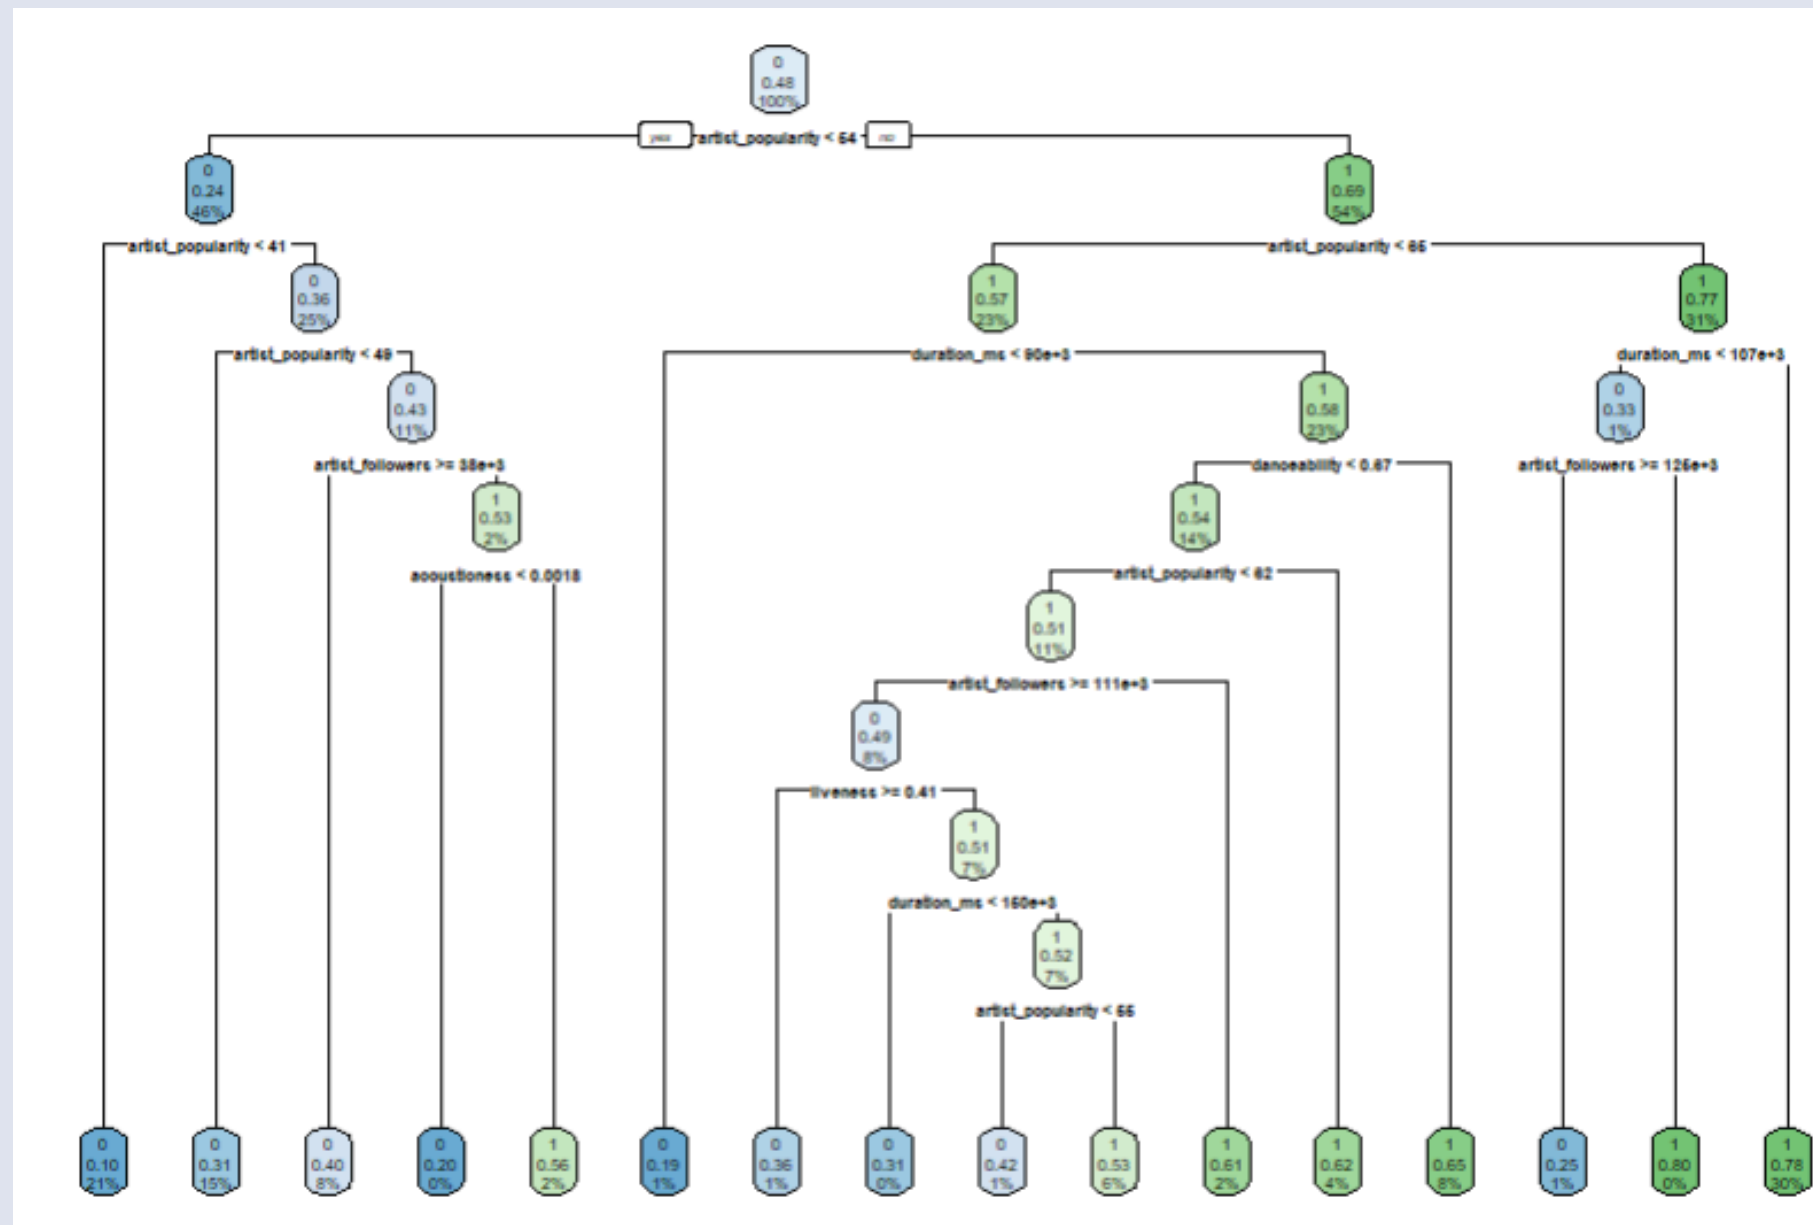 0
0.48
100%
yes artist_popularity < 54 no
0
0.24
46%
1
0.69
54%
artist_popularity < 41
artist_popularity < 65
0
0.36
25%
1
0.57
23%
1
0.77
31%
artist_popularity < 49
duration_ms < 90e+3
duration_ms < 107e+3
0
0.43
11%
1
0.58
23%
0
0.33
1%
artist_followers >= 38e+3
danceability < 0.67
artist_followers >= 125e+3
1
0.53
2%
1
0.54
14%
acousticness < 0.0018
artist_popularity < 62
1
0.51
11%
artist_followers >= 111e+3
0
0.49
8%
liveness >= 0.41
1
0.51
7%
duration_ms < 150e+3
1
0.52
7%
artist_popularity < 55
0 0 0 0 1 0 0 0 0 1 1 1 1 0 1 1
0.10 0.31 0.40 0.20 0.56 0.19 0.36 0.31 0.42 0.53 0.61 0.62 0.65 0.25 0.80 0.78
21% 15% 8% 0% 2% 1% 1% 0% 1% 6% 2% 4% 8% 1% 0% 30%